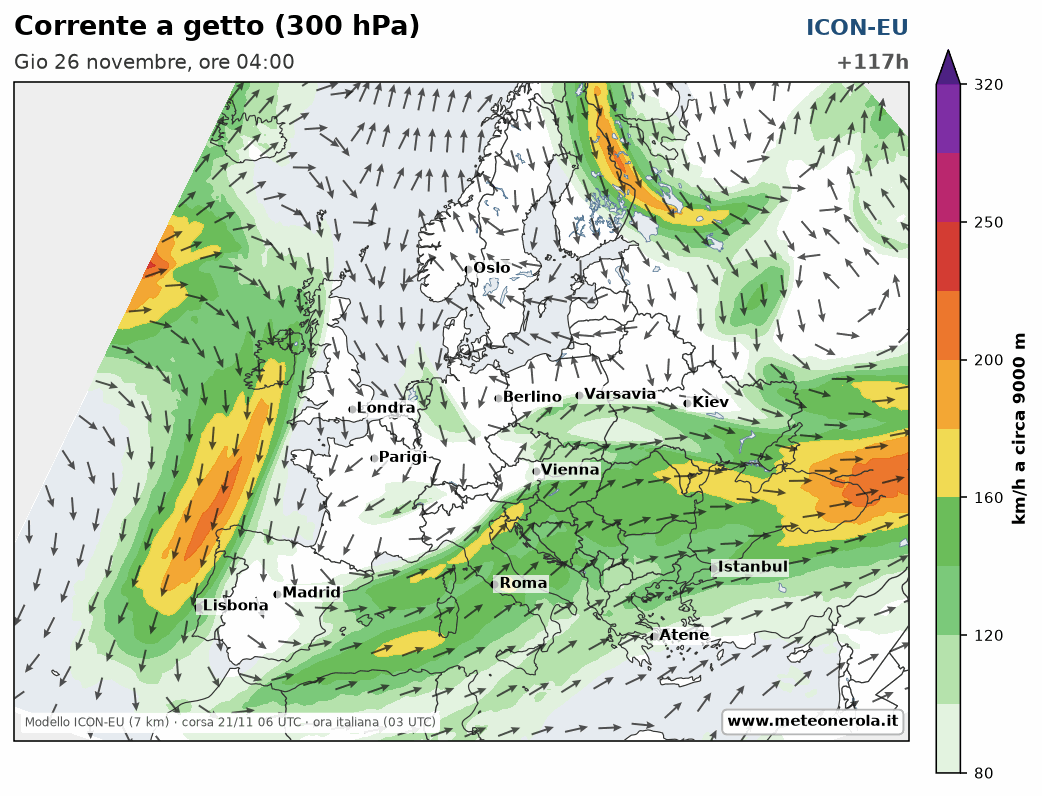 Corrente a getto (300 hPa)
ICON-EU
Gio 26 novembre, ore 04:00
+117h
320
250
200
160
120
80
km/h a circa 9000 m
Oslo
Londra
Berlino
Varsavia
Kiev
Parigi
Vienna
Istanbul
Roma
Madrid
Lisbona
Atene
Modello ICON-EU (7 km) · corsa 21/11 06 UTC · ora italiana (03 UTC)
www.meteonerola.it